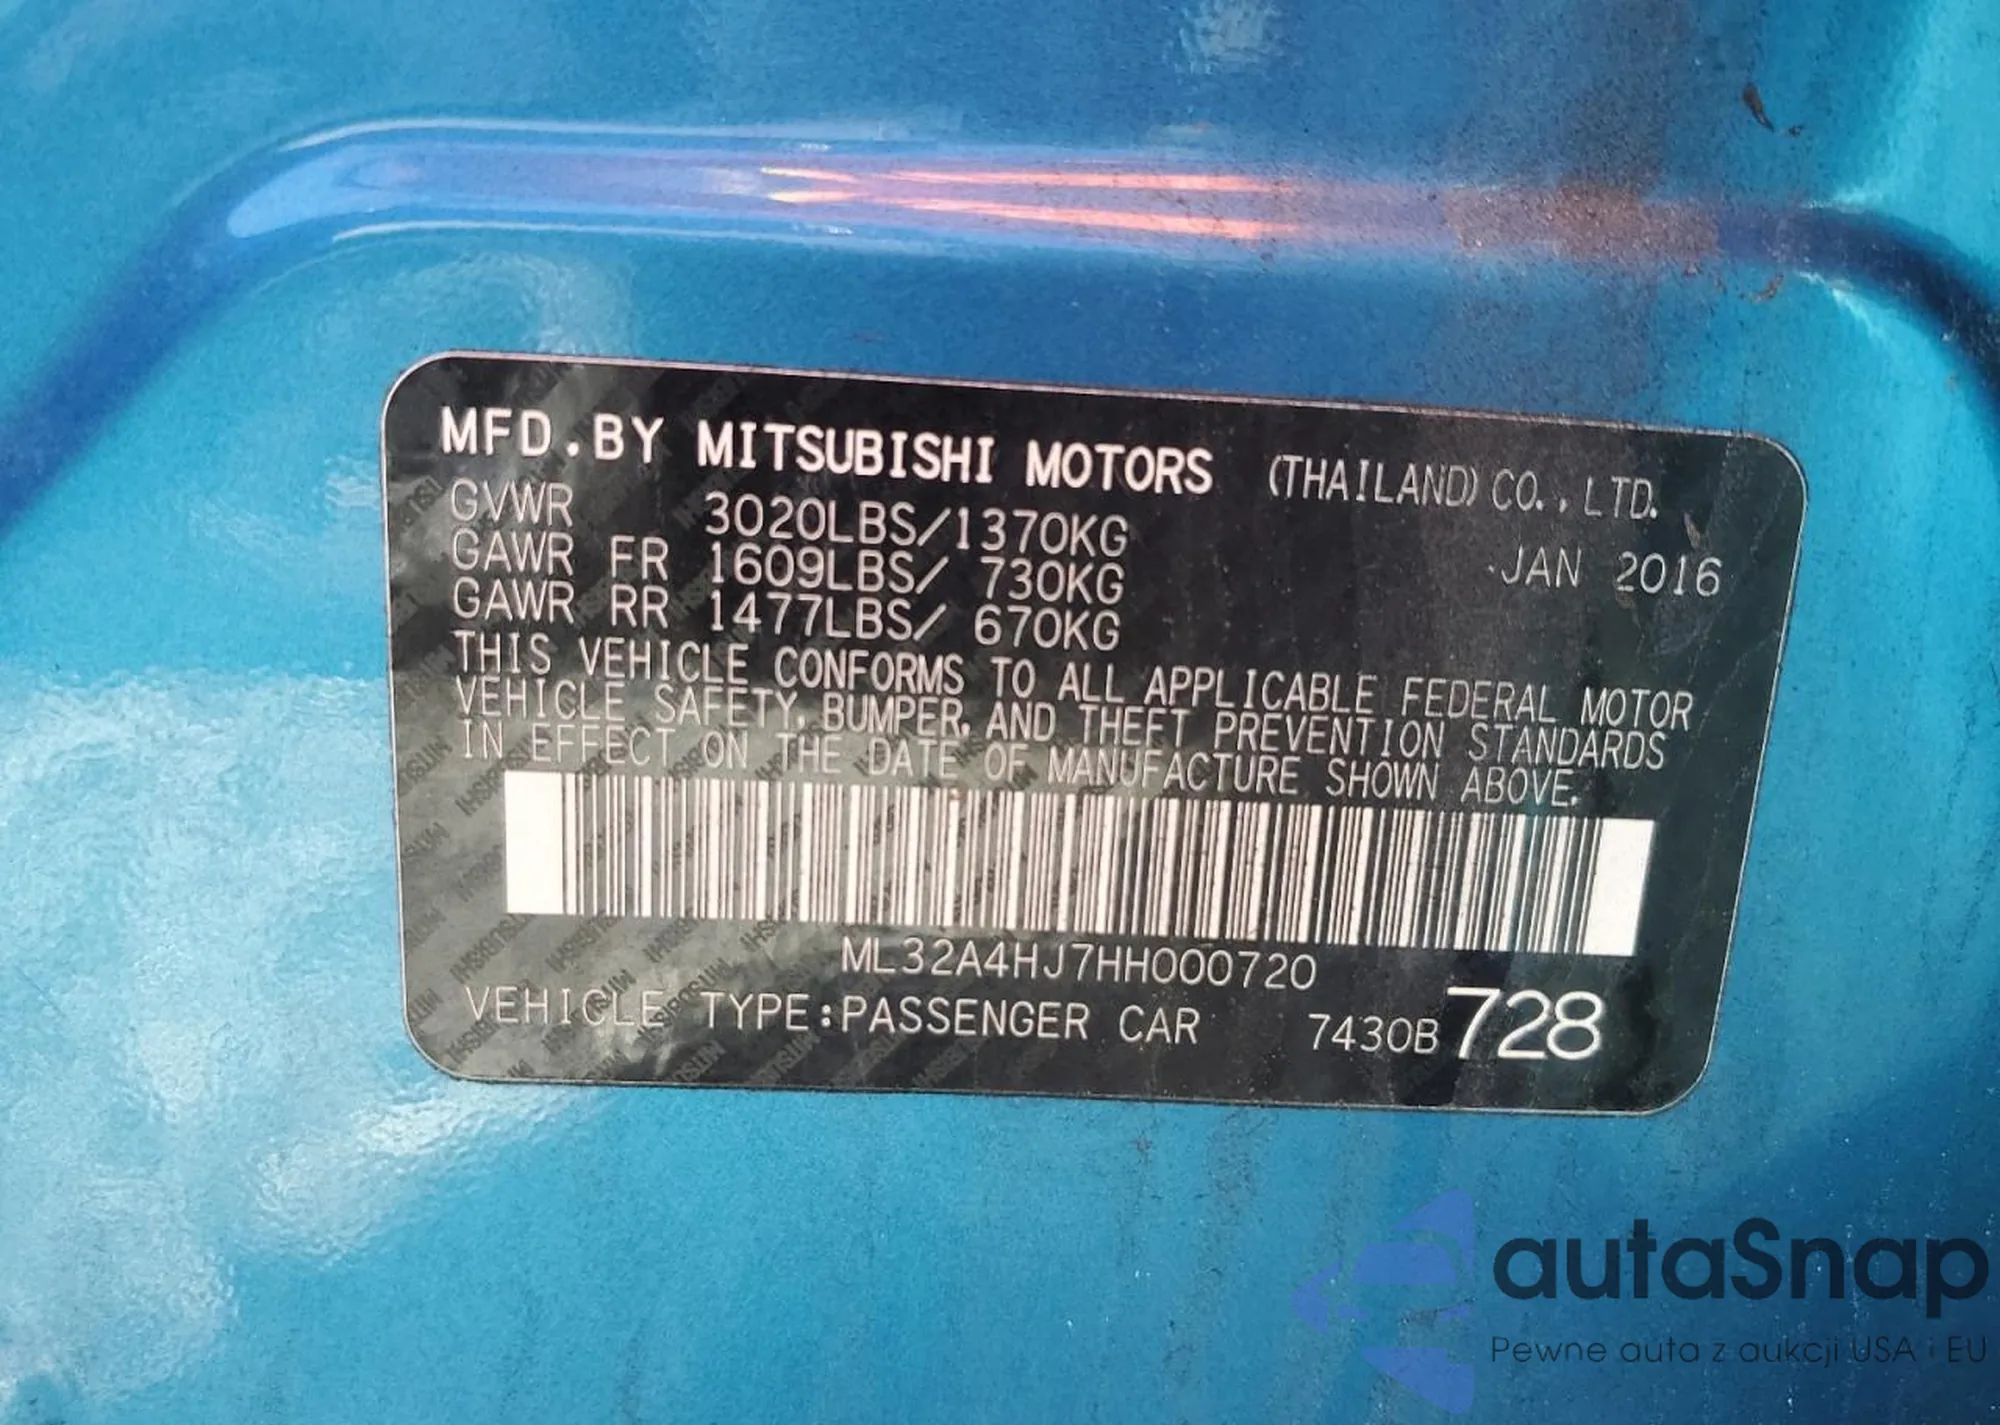 MFD.BY MITSUBISHI MOTORS (THAILAND) CO., LTD.
GVWR 3020LBS/1370KG
JAN 2016
GAWR FR 1609LBS/ 730KG
GAWR RR 1477LBS/ 670KG
THIS VEHICLE CONFORMS TO ALL APPLICABLE FEDERAL MOTOR
VEHICLE SAFETY, BUMPER, AND THEFT PREVENTION STANDARDS
IN EFFECT ON THE DATE OF MANUFACTURE SHOWN ABOVE.
ML32A4HJ7HH000720
VEHICLE TYPE:PASSENGER CAR 7430B 728
autaSnap
Pewne auta z aukcji USA i EU